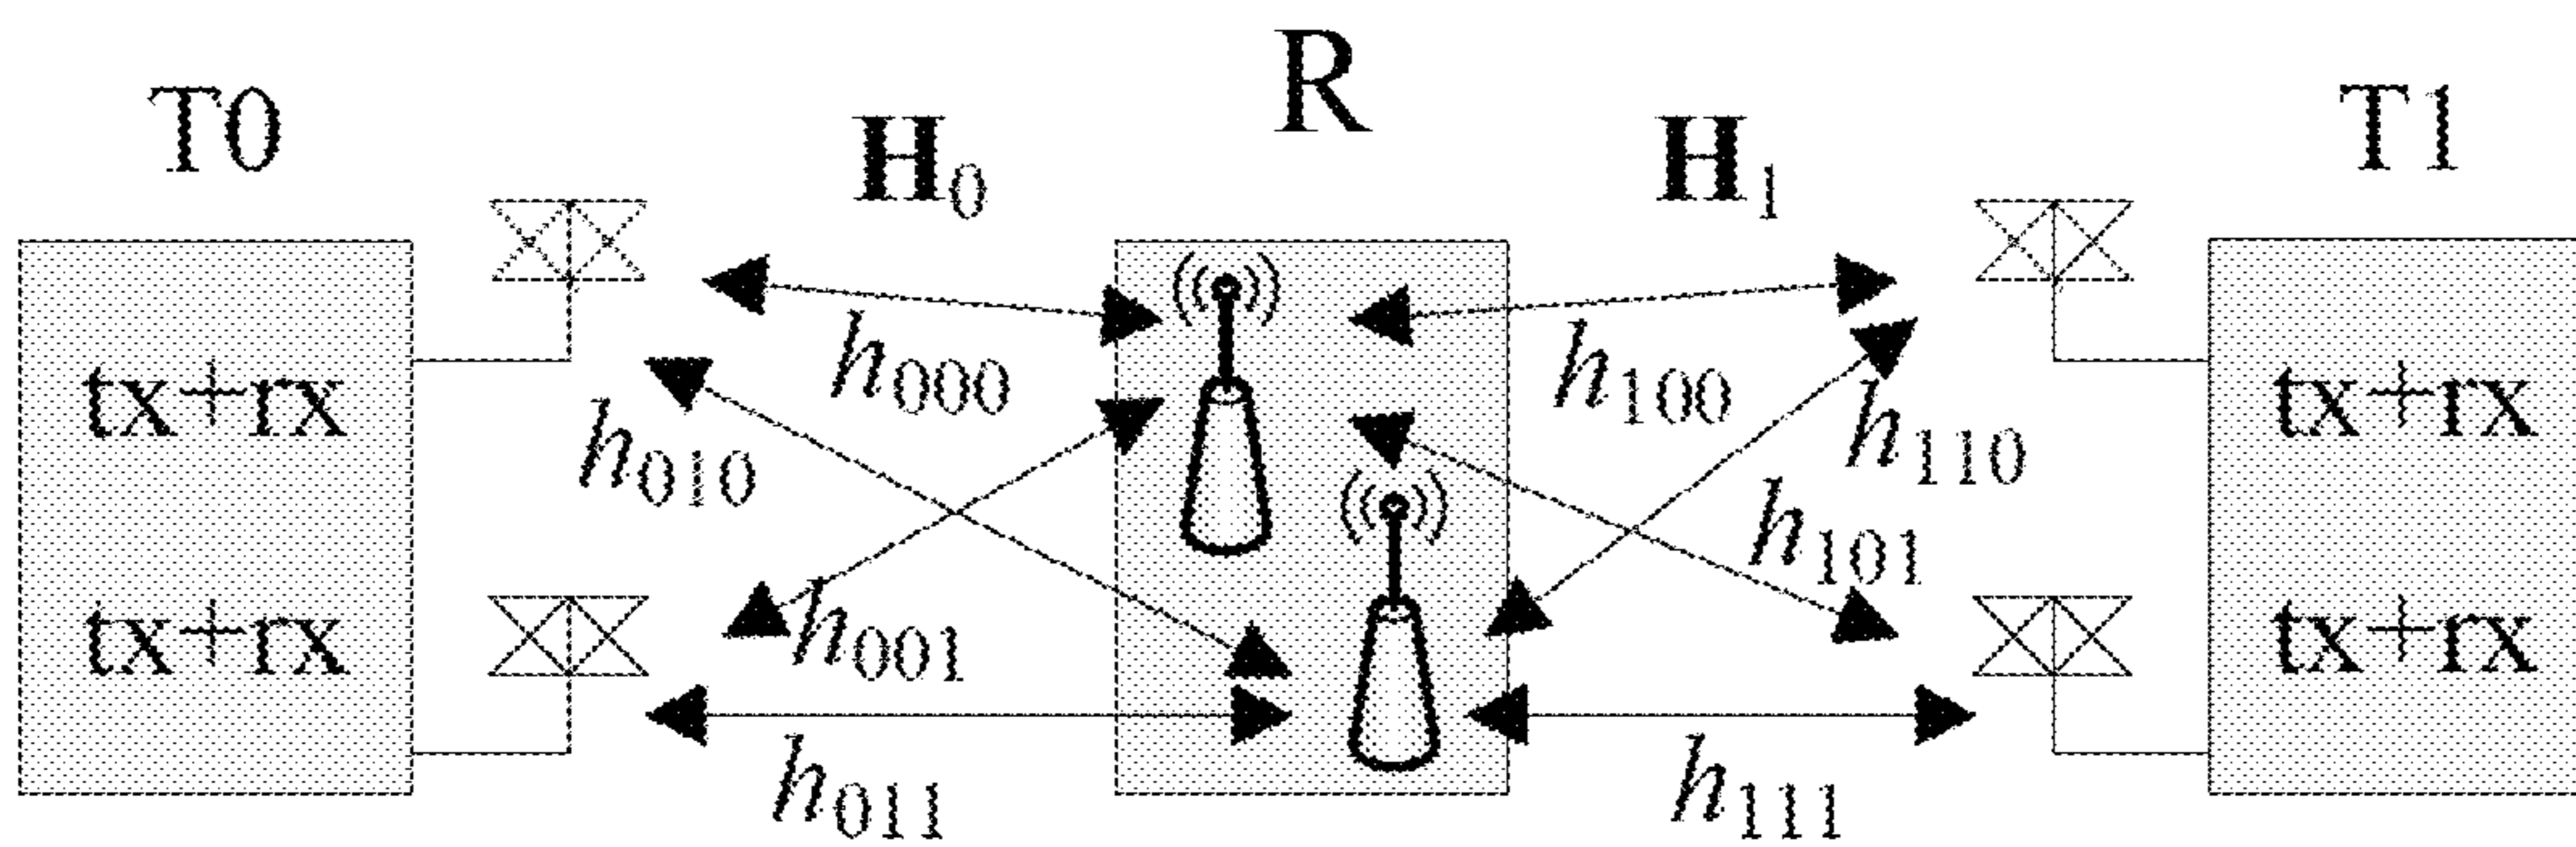 T0
H0
R
H1
T1
tx+rx
h000
h100
tx+rx
h010
h110
h101
tx+rx
h001
tx+rx
h011
h111